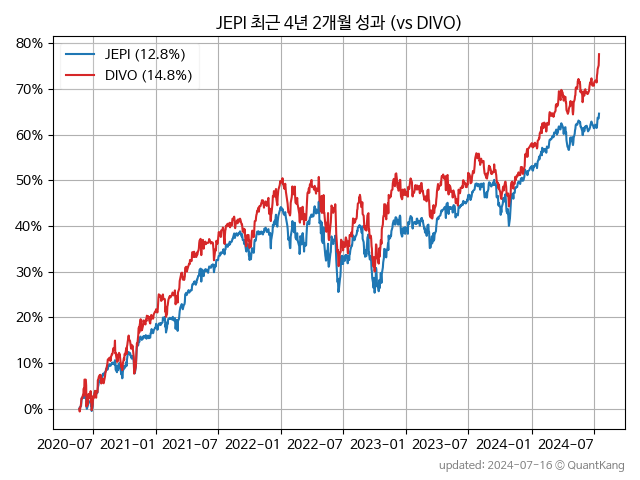 JEPI 최근 4년 2개월 성과 (vs DIVO)
JEPI (12.8%)
DIVO (14.8%)
80%
70%
60%
50%
40%
30%
20%
10%
0%
2020-07 2021-01 2021-07 2022-01 2022-07 2023-01 2023-07 2024-01 2024-07
updated: 2024-07-16 © QuantKang